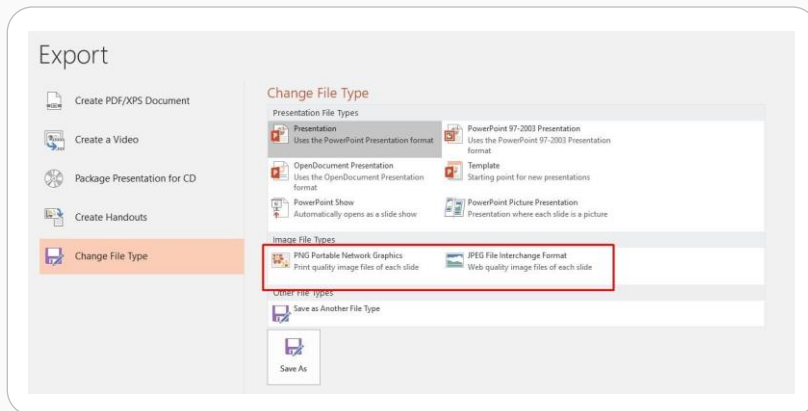 Export
Create PDF/XPS Document
Create a Video
Package Presentation for CD
Create Handouts
Change File Type
Change File Type
Presentation File Types
Presentation
Uses the PowerPoint Presentation format
PowerPoint 97-2003 Presentation
Uses the PowerPoint 97-2003 Presentation
format
OpenDocument Presentation
Uses the OpenDocument Presentation
format
Template
Starting point for new presentations
PowerPoint Show
Automatically opens as a slide show
PowerPoint Picture Presentation
Presentation where each slide is a picture
Image File Types
PNG Portable Network Graphics
Print quality image files of each slide
JPEG File Interchange Format
Web quality image files of each slide
Other File Types
Save as Another File Type
Save As